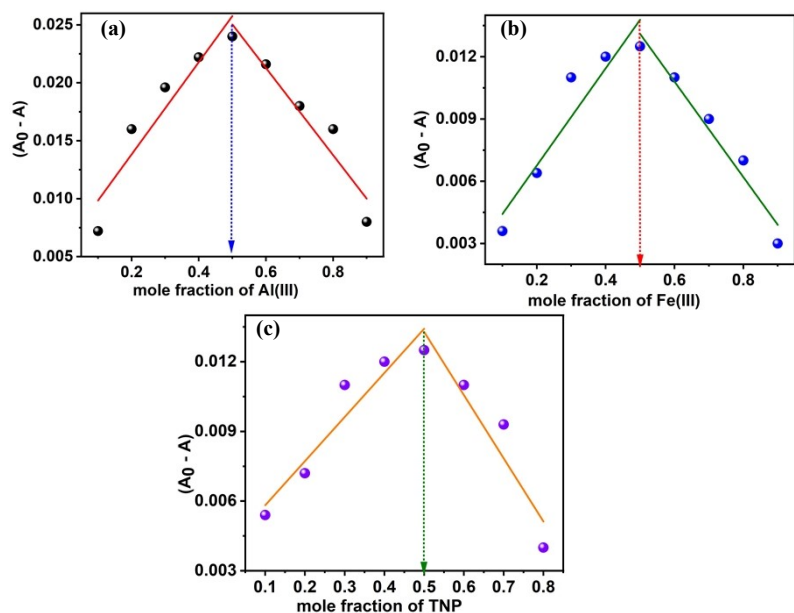 (a)
(A0 - A)
0.025
0.020
0.015
0.010
0.005
0.2 0.4 0.6 0.8
mole fraction of Al(III)
(b)
(A0 - A)
0.012
0.009
0.006
0.003
0.2 0.4 0.6 0.8
mole fraction of Fe(III)
(c)
(A0 - A)
0.012
0.009
0.006
0.003
0.1 0.2 0.3 0.4 0.5 0.6 0.7 0.8
mole fraction of TNP